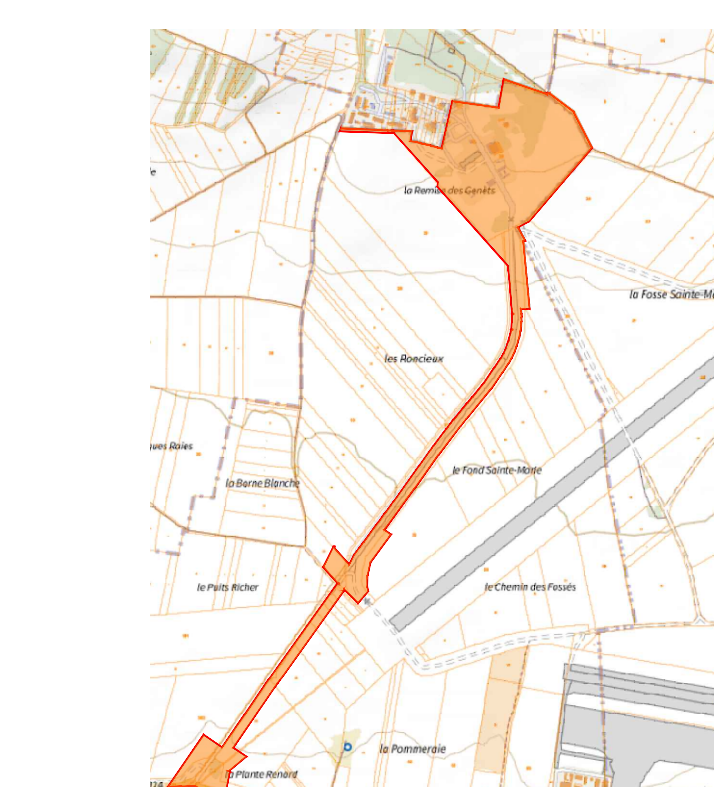 la Remise des Genêts
la Fosse Sainte-M
les Roncieux
ques Raies
le Fond Sainte-Marie
la Borne Blanche
le Puits Richer
le Chemin des Fossés
la Pommeraie
la Plante Renard